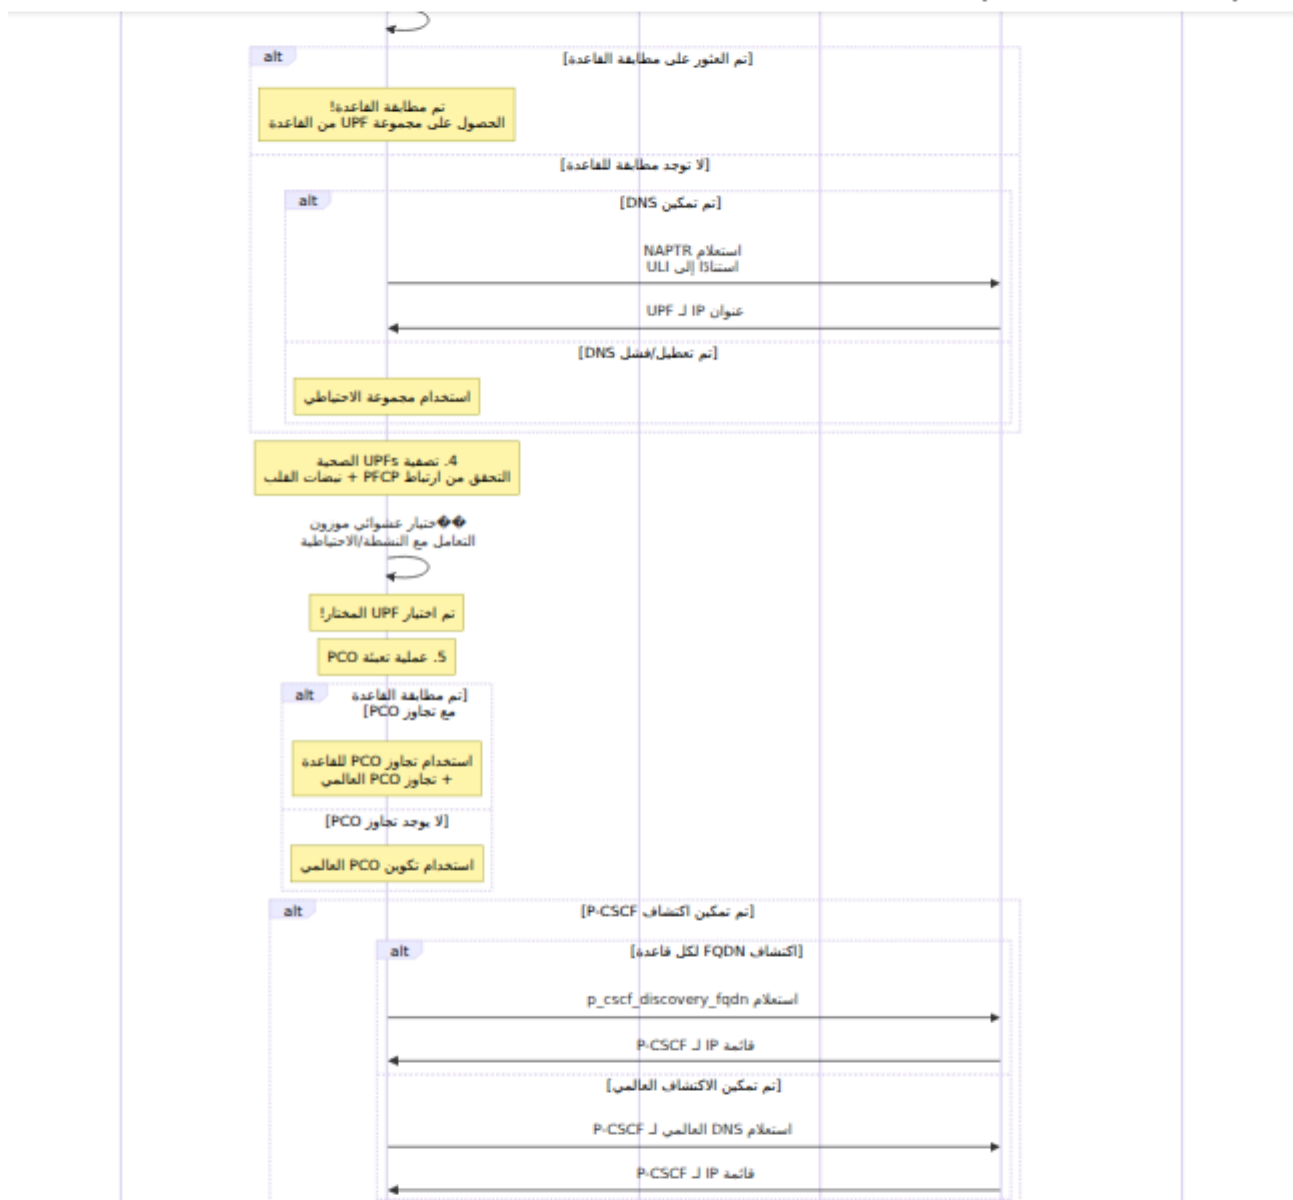 alt
[تم العثور على مطابقة القاعدة]
تم مطابقة القاعدة!
الحصول على مجموعة UPF من القاعدة
[لا توجد مطابقة للقاعدة]
alt
[تم تمكين DNS]
استعلام NAPTR
استنادًا إلى ULI
عنوان IP لـ UPF
[تم تعطيل/فشل DNS]
استخدام مجموعة الاحتياطي
4. تصفية UPFs الصحية
التحقق من ارتباط PFCP + نبضات القلب
��ختيار عشوائي موزون
التعامل مع النشطة/الاحتياطية
تم اختيار UPF المختار!
5. عملية تعبئة PCO
alt
[تم مطابقة القاعدة
مع تجاوز PCO]
استخدام تجاوز PCO للقاعدة
+ تجاوز PCO العالمي
[لا يوجد تجاوز PCO]
استخدام تكوين PCO العالمي
alt
[تم تمكين اكتشاف P-CSCF]
alt
[اكتشاف FQDN لكل قاعدة]
استعلام p_cscf_discovery_fqdn
قائمة IP لـ P-CSCF
[تم تمكين الاكتشاف العالمي]
استعلام DNS العالمي لـ P-CSCF
قائمة IP لـ P-CSCF